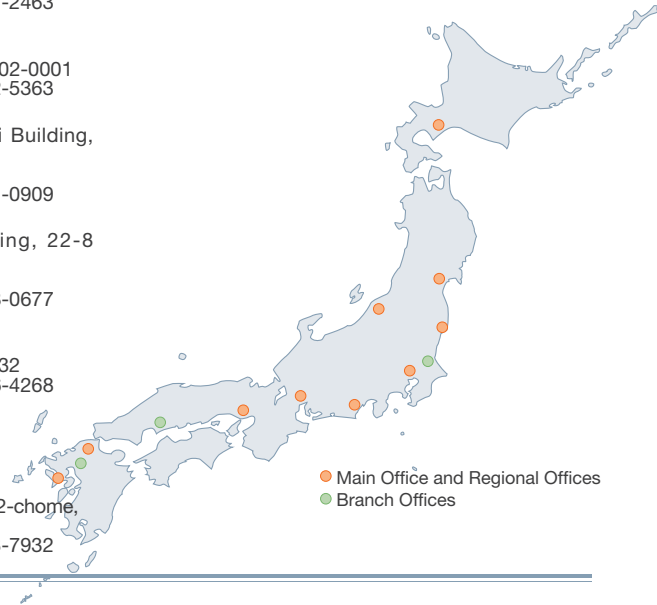 -2463
02-0001
-5363
i Building,
-0909
ing, 22-8
-0677
32
-4268
Main Office and Regional Offices
Branch Offices
2-chome,
-7932